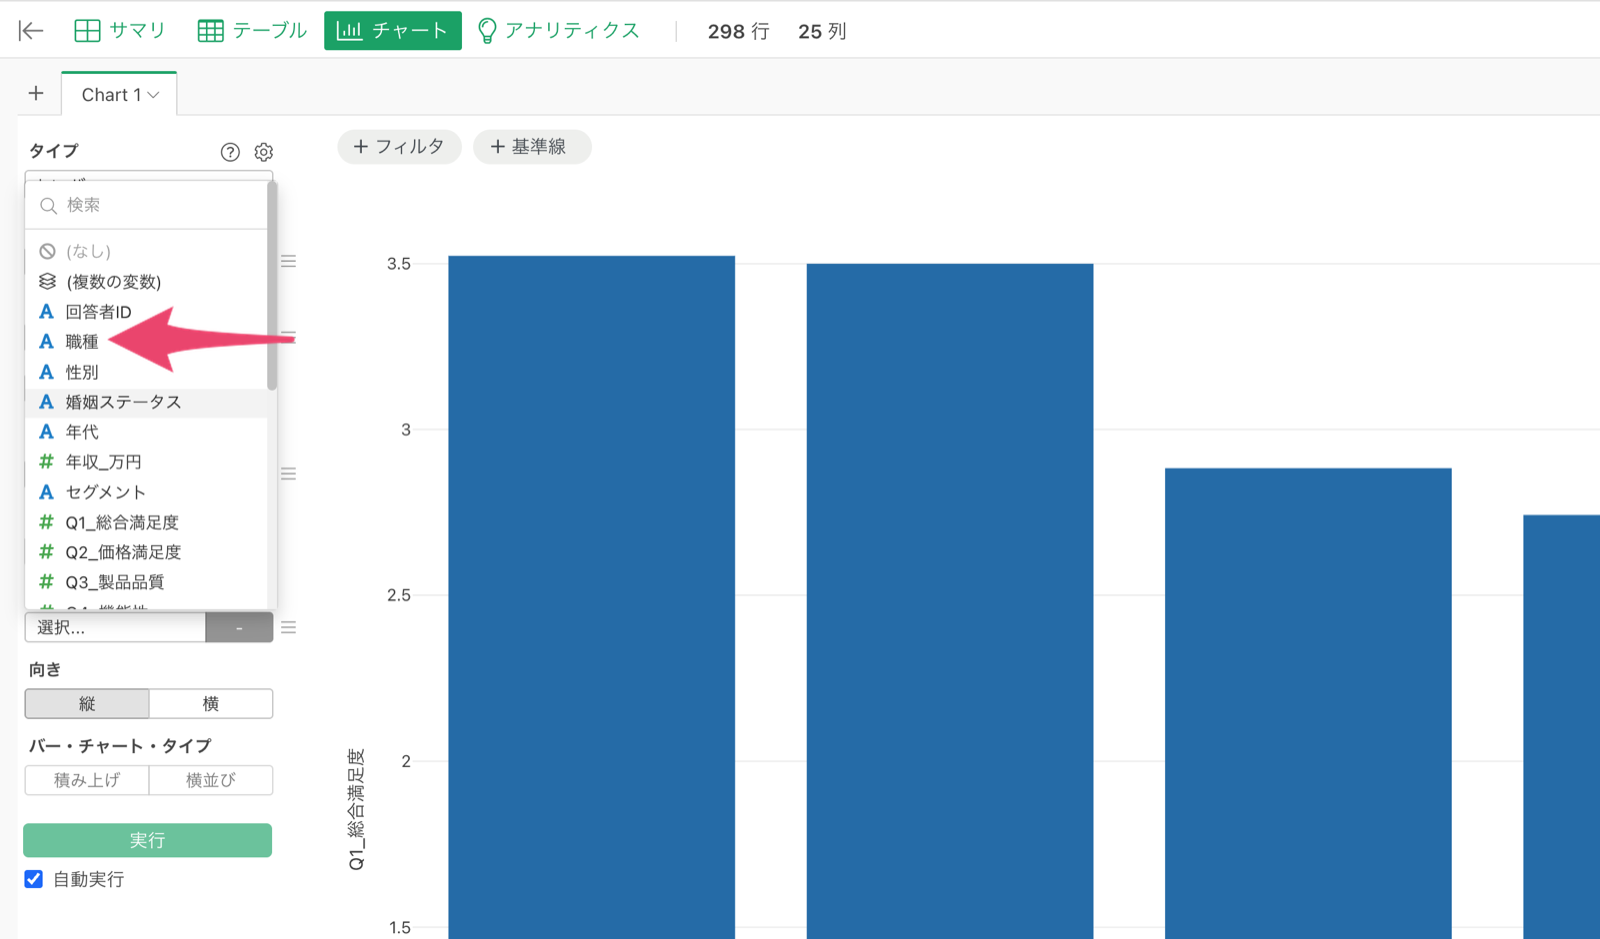 サマリ
テーブル
チャート
アナリティクス
298 行
25 列
+
Chart 1
タイプ
+ フィルタ
+ 基準線
検索
(なし)
(複数の変数)
回答者ID
職種
性別
婚姻ステータス
年代
年収_万円
セグメント
Q1_総合満足度
Q2_価格満足度
Q3_製品品質
選択...
-
向き
縦
横
バー・チャート・タイプ
積み上げ
横並び
実行
自動実行
3.5
3
2.5
2
1.5
Q1_総合満足度